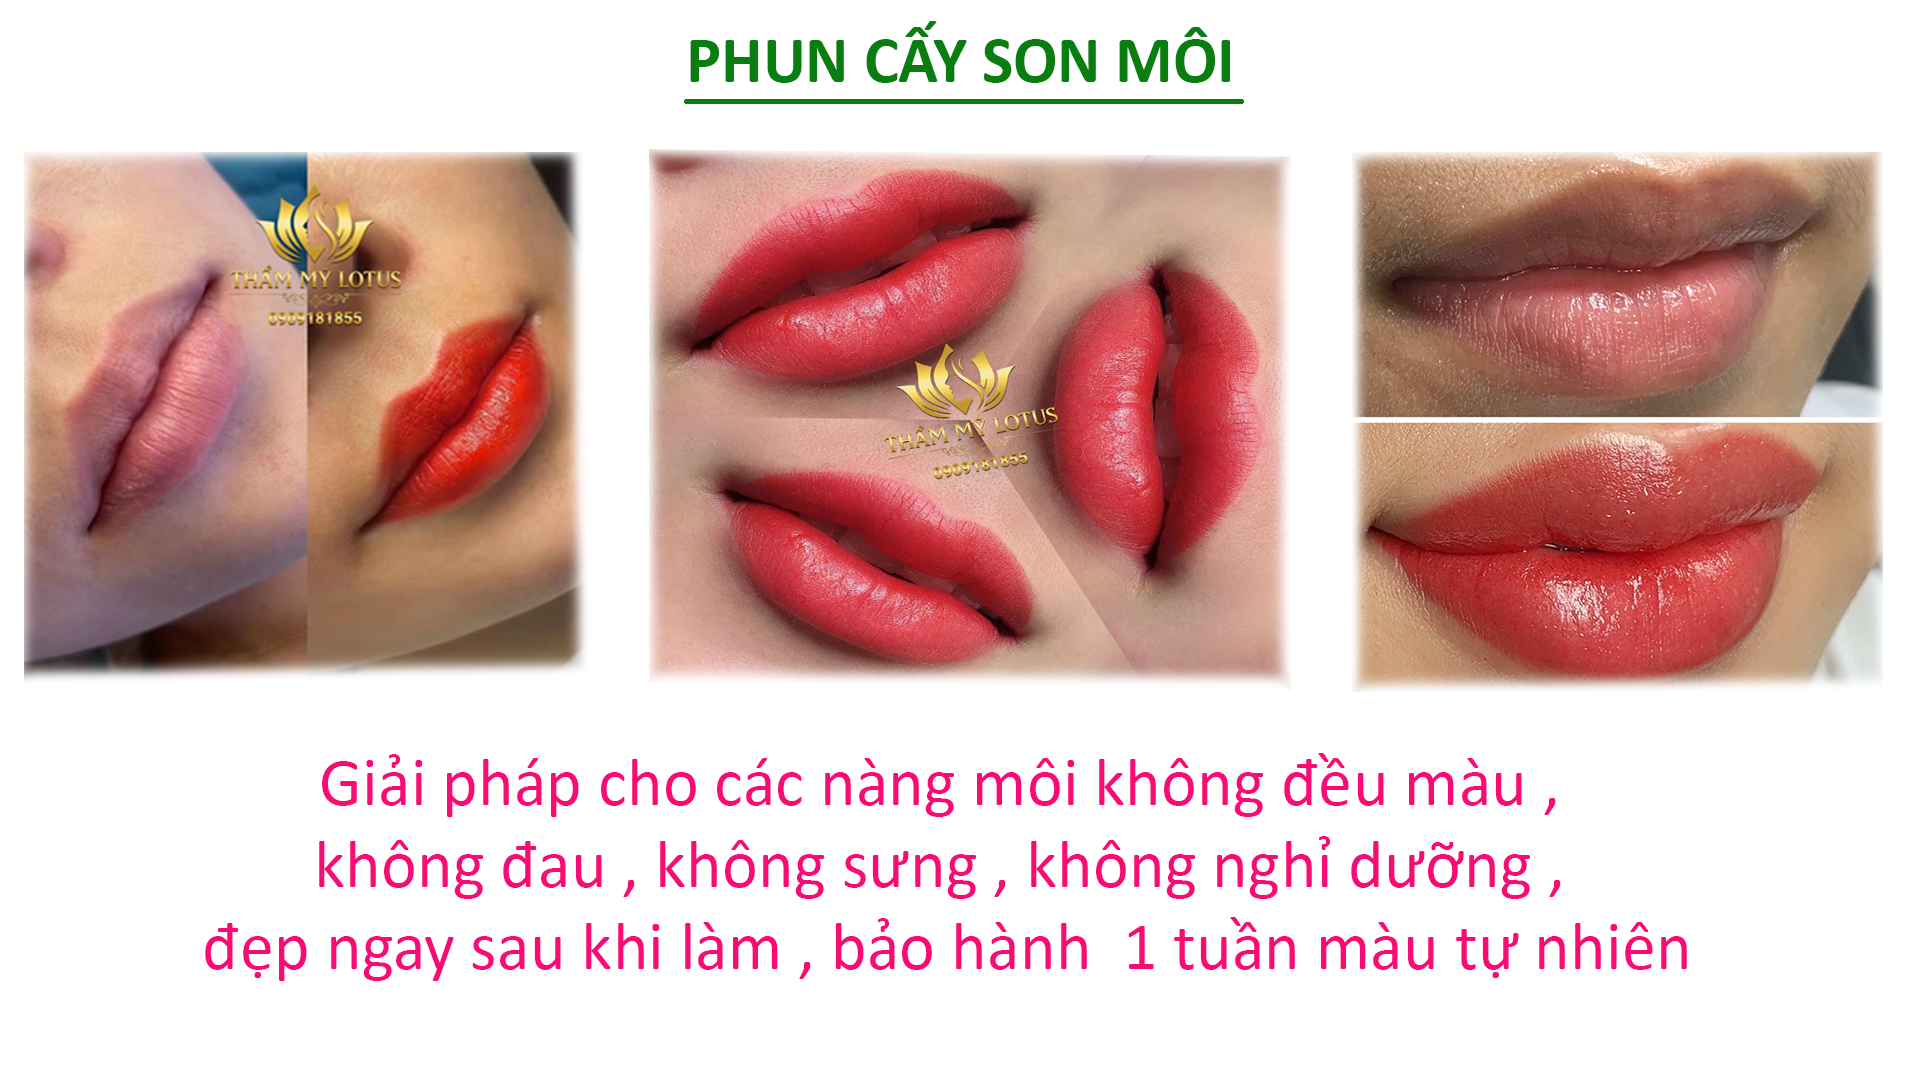 PHUN CẤY SON MÔI
THẨM MỸ LOTUS
0909181855
THẨM MỸ LOTUS
0909181855
Giải pháp cho các nàng môi không đều màu ,
không đau , không sưng , không nghỉ dưỡng ,
đẹp ngay sau khi làm , bảo hành 1 tuần màu tự nhiên